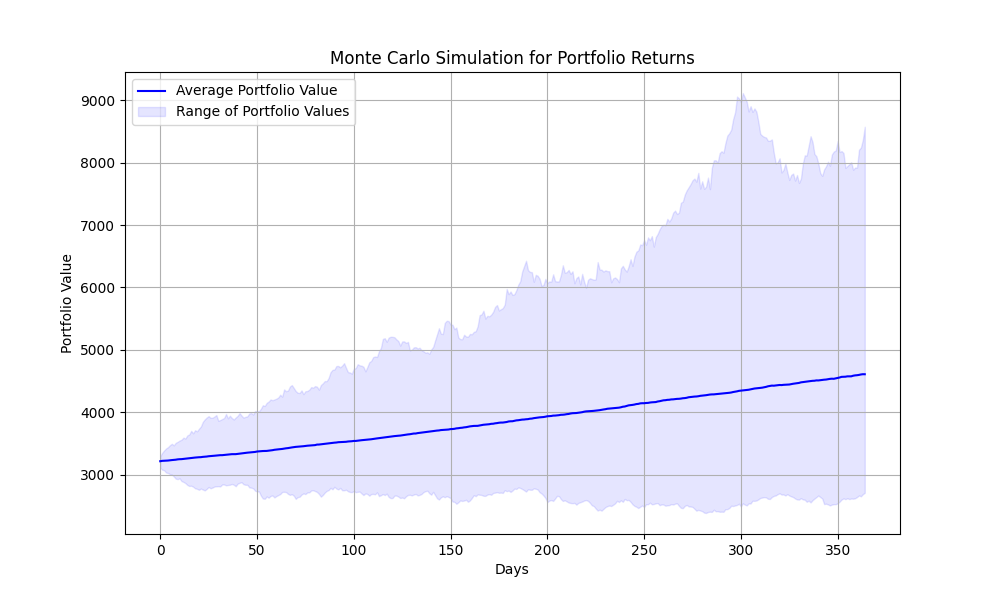 Monte Carlo Simulation for Portfolio Returns
Average Portfolio Value
Range of Portfolio Values
9000
8000
7000
6000
5000
4000
3000
Portfolio Value
0 50 100 150 200 250 300 350
Days